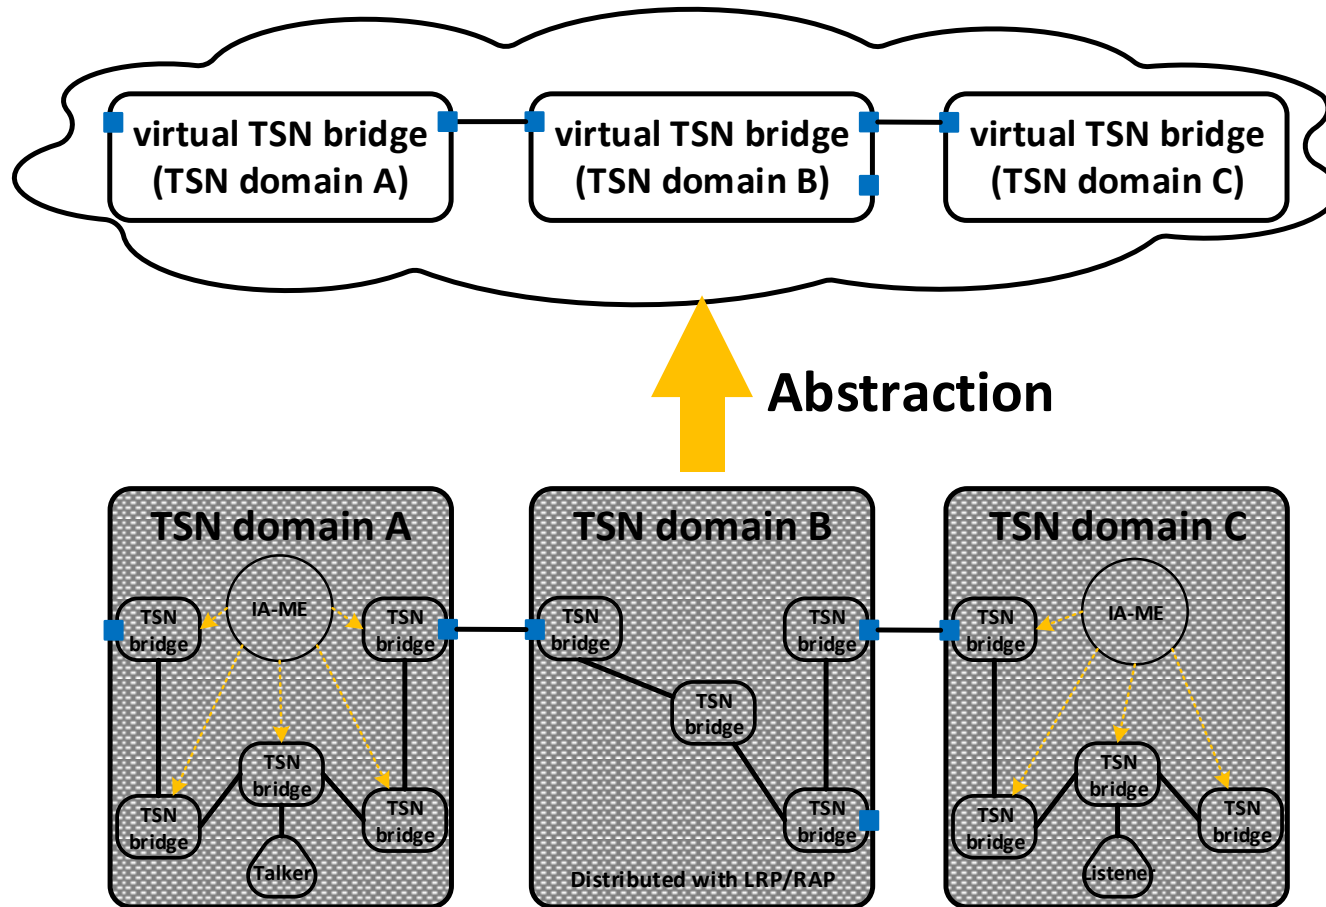 virtual TSN bridge
(TSN domain A)
virtual TSN bridge
(TSN domain B)
virtual TSN bridge
(TSN domain C)
Abstraction
TSN domain A
IA-ME
TSN
bridge
TSN
bridge
TSN
bridge
TSN
bridge
TSN
bridge
Talker
TSN domain B
TSN
bridge
TSN
bridge
TSN
bridge
TSN
bridge
Distributed with LRP/RAP
TSN domain C
IA-ME
TSN
bridge
TSN
bridge
TSN
bridge
TSN
bridge
Listener